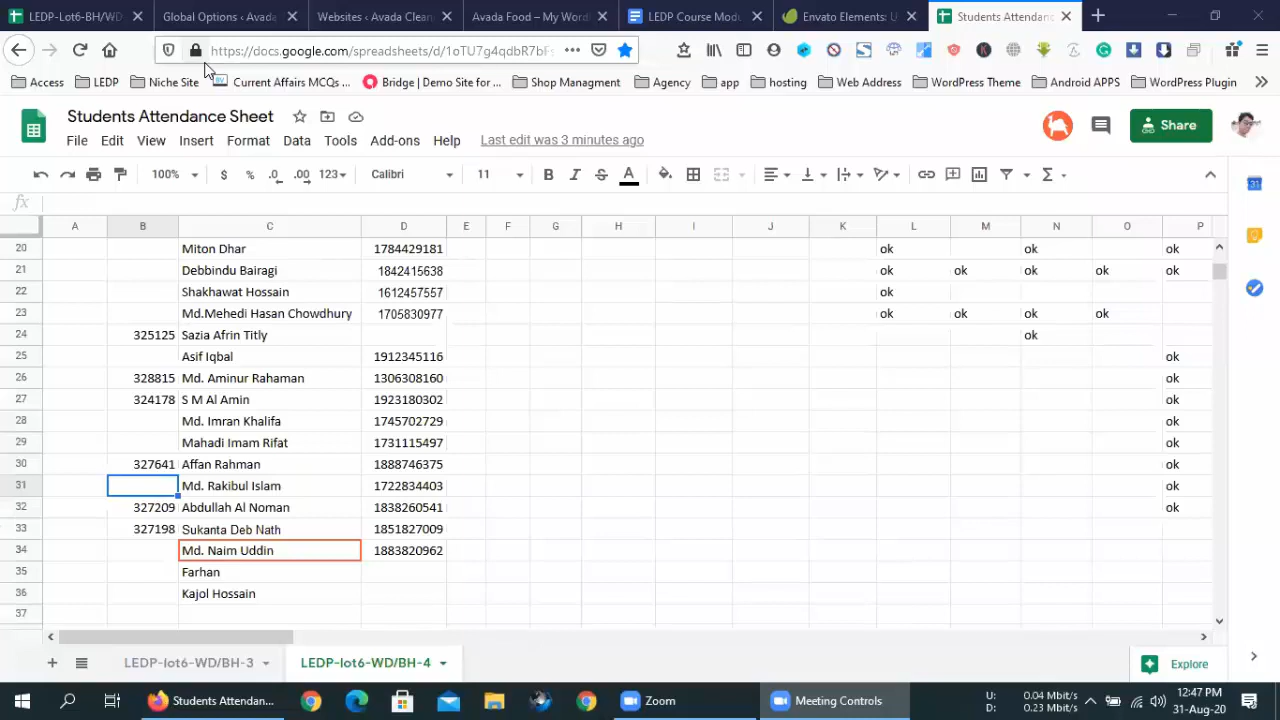 LEDP-Lot6-BH/WD
Global Options ‹ Avada
Websites ‹ Avada Clean
Avada Food – My Wor
LEDP Course Modu
Envato Elements: U
Students Attendanc
https://docs.google.com/spreadsheets/d/1oTU7g4qdbR7bF
Access
LEDP
Niche Site
Current Affairs MCQs ...
Bridge | Demo Site for ...
Shop Managment
Agency
app
hosting
Web Address
WordPress Theme
Android APPS
WordPress Plugin
Students Attendance Sheet
Share
File Edit View Insert Format Data Tools Add-ons Help Last edit was 3 minutes ago
100% $ % .0 .00 123 Calibri 11 B I S A Σ
fx
A B C D E F G H I J K L M N O P
20 Miton Dhar 1784429181 ok ok ok
21 Debbindu Bairagi 1842415638 ok ok ok ok ok
22 Shakhawat Hossain 1612457557 ok
23 Md.Mehedi Hasan Chowdhury 1705830977 ok ok ok ok
24 325125 Sazia Afrin Titly ok
25 Asif Iqbal 1912345116 ok
26 328815 Md. Aminur Rahaman 1306308160 ok
27 324178 S M Al Amin 1923180302 ok
28 Md. Imran Khalifa 1745702729 ok
29 Mahadi Imam Rifat 1731115497 ok
30 327641 Affan Rahman 1888746375 ok
31 Md. Rakibul Islam 1722834403 ok
32 327209 Abdullah Al Noman 1838260541 ok
33 327198 Sukanta Deb Nath 1851827009
34 Md. Naim Uddin 1883820962
35 Farhan
36 Kajol Hossain
37
LEDP-lot6-WD/BH-3
LEDP-lot6-WD/BH-4
Explore
Students Attendan...
Zoom
Meeting Controls
U: 0.04 Mbit/s
D: 0.23 Mbit/s
12:47 PM
31-Aug-20